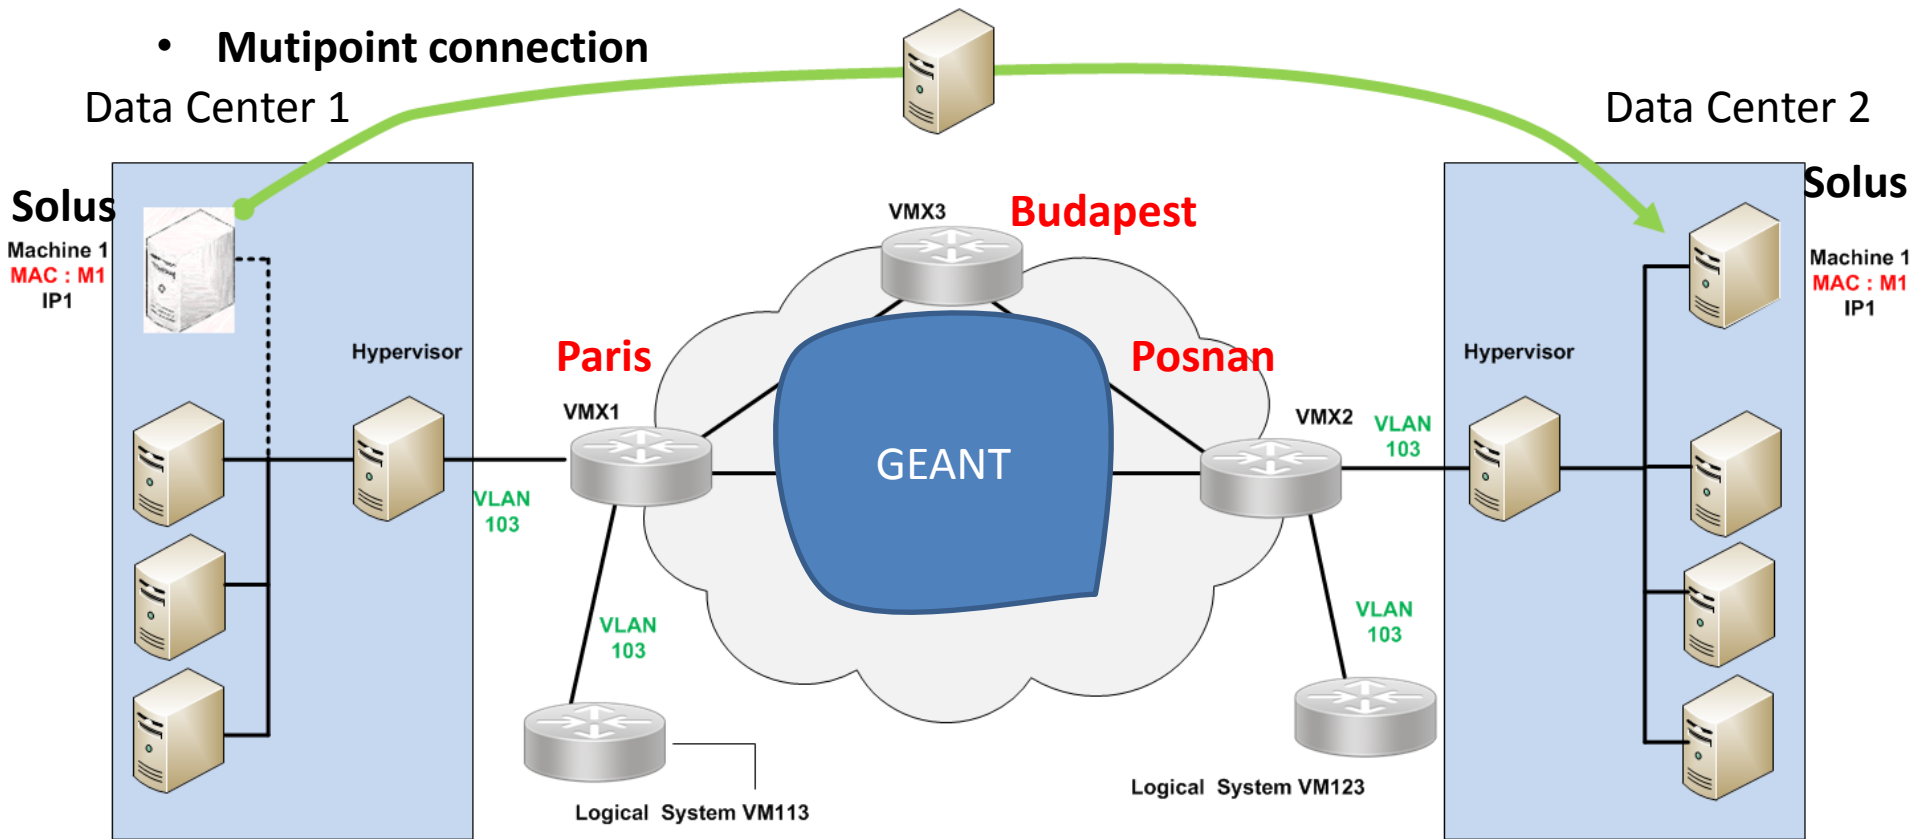 • Mutipoint connection
Data Center 1
Data Center 2
Solus
Machine 1
MAC : M1
IP1
Hypervisor
VLAN
103
Paris
VMX1
VMX3
Budapest
GEANT
Posnan
VMX2
VLAN
103
Hypervisor
Solus
Machine 1
MAC : M1
IP1
VLAN
103
VLAN
103
Logical System VM113
Logical System VM123